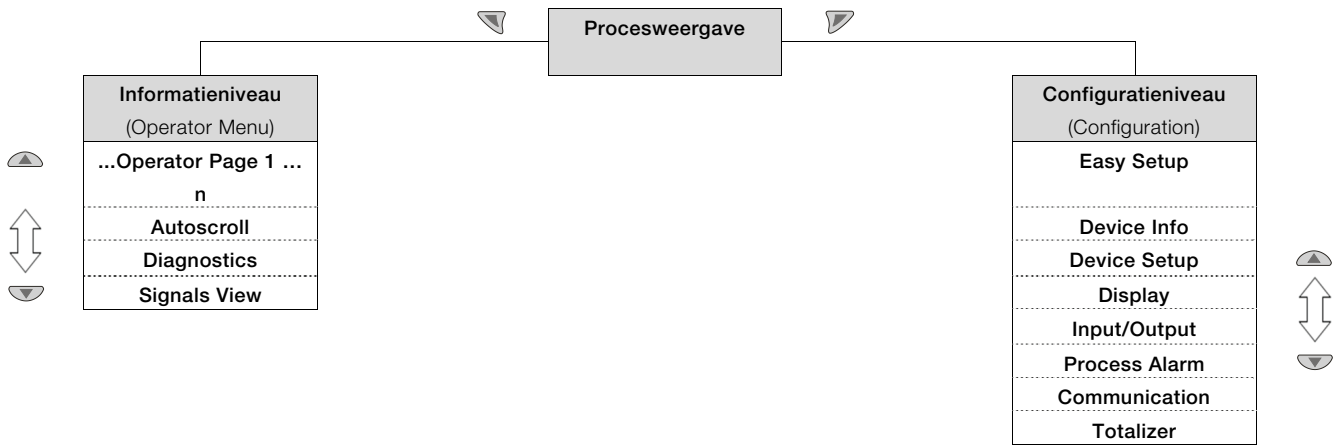 Procesweergave
Informatieniveau
(Operator Menu)
...Operator Page 1 ...
n
Autoscroll
Diagnostics
Signals View
Configuratieniveau
(Configuration)
Easy Setup
Device Info
Device Setup
Display
Input/Output
Process Alarm
Communication
Totalizer